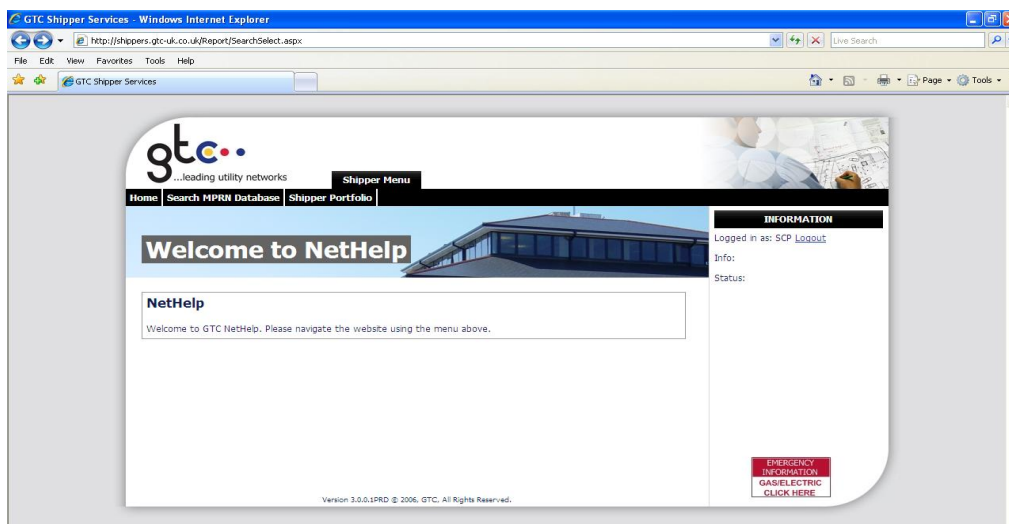 GTC Shipper Services - Windows Internet Explorer
http://shippers.gtc-uk.co.uk/Report/SearchSelect.aspx
Live Search
File Edit View Favorites Tools Help
GTC Shipper Services
Page Tools
gtc
...leading utility networks
Shipper Menu
Home Search MPRN Database Shipper Portfolio
Welcome to NetHelp
INFORMATION
Logged in as: SCP Logout
Info:
Status:
NetHelp
Welcome to GTC NetHelp. Please navigate the website using the menu above.
EMERGENCY
INFORMATION
GAS/ELECTRIC
CLICK HERE
Version 3.0.0.1PRD © 2006, GTC, All Rights Reserved.